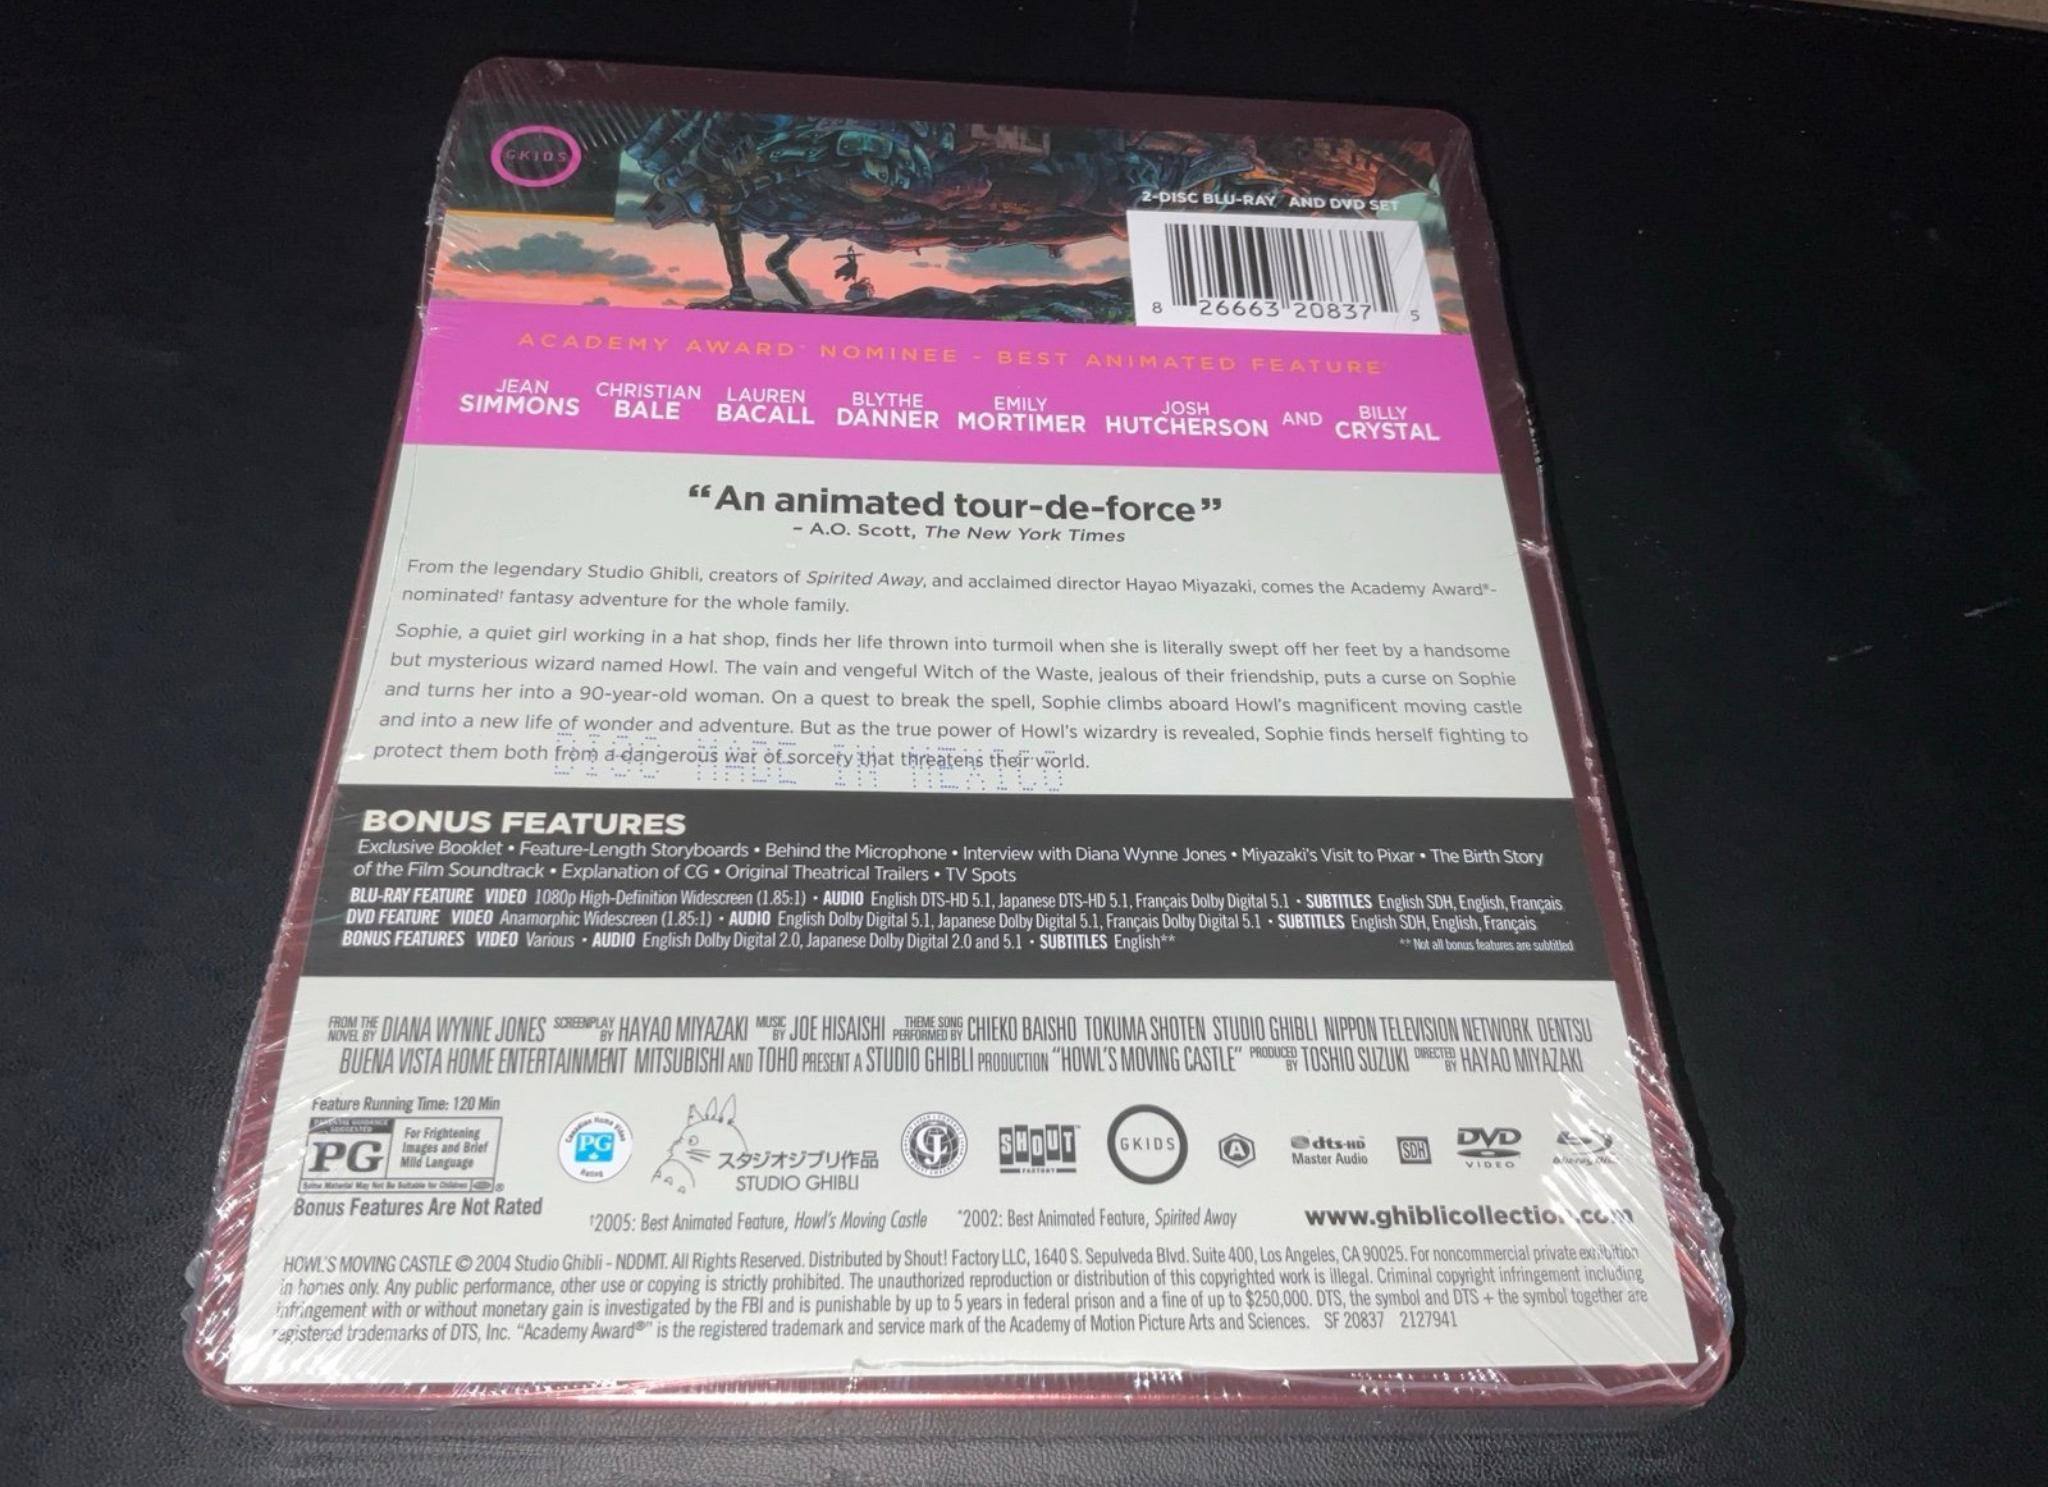 GKIDS
2-DISC BLU-RAY AND DVD SET
8 26663 20837 5
ACADEMY AWARD® NOMINEE - BEST ANIMATED FEATURE
JEAN SIMMONS CHRISTIAN BALE LAUREN BACALL BLYTHE DANNER EMILY MORTIMER JOSH HUTCHERSON AND BILLY CRYSTAL
“An animated tour-de-force”
– A.O. Scott, The New York Times
From the legendary Studio Ghibli, creators of Spirited Away, and acclaimed director Hayao Miyazaki, comes the Academy Award®-
nominated† fantasy adventure for the whole family.
Sophie, a quiet girl working in a hat shop, finds her life thrown into turmoil when she is literally swept off her feet by a handsome
but mysterious wizard named Howl. The vain and vengeful Witch of the Waste, jealous of their friendship, puts a curse on Sophie
and turns her into a 90-year-old woman. On a quest to break the spell, Sophie climbs aboard Howl's magnificent moving castle
and into a new life of wonder and adventure. But as the true power of Howl's wizardry is revealed, Sophie finds herself fighting to
protect them both from a dangerous war of sorcery that threatens their world.
DISC MADE IN MEXICO
BONUS FEATURES
Exclusive Booklet • Feature-Length Storyboards • Behind the Microphone • Interview with Diana Wynne Jones • Miyazaki's Visit to Pixar • The Birth Story
of the Film Soundtrack • Explanation of CG • Original Theatrical Trailers • TV Spots
BLU-RAY FEATURE VIDEO 1080p High-Definition Widescreen (1.85:1) • AUDIO English DTS-HD 5.1, Japanese DTS-HD 5.1, Français Dolby Digital 5.1 • SUBTITLES English SDH, English, Français
DVD FEATURE VIDEO Anamorphic Widescreen (1.85:1) • AUDIO English Dolby Digital 5.1, Japanese Dolby Digital 5.1, Français Dolby Digital 5.1 • SUBTITLES English SDH, English, Français
BONUS FEATURES VIDEO Various • AUDIO English Dolby Digital 2.0, Japanese Dolby Digital 2.0 and 5.1 • SUBTITLES English**
**Not all bonus features are subtitled
FROM THE NOVEL BY DIANA WYNNE JONES SCREENPLAY BY HAYAO MIYAZAKI MUSIC BY JOE HISAISHI THEME SONG PERFORMED BY CHIEKO BAISHO TOKUMA SHOTEN STUDIO GHIBLI NIPPON TELEVISION NETWORK DENTSU
BUENA VISTA HOME ENTERTAINMENT MITSUBISHI AND TOHO PRESENT A STUDIO GHIBLI PRODUCTION “HOWL'S MOVING CASTLE” PRODUCED BY TOSHIO SUZUKI DIRECTED BY HAYAO MIYAZAKI
Feature Running Time: 120 Min
PARENTAL GUIDANCE SUGGESTED
PG
For Frightening
Images and Brief
Mild Language
Some Material May Not Be Suitable for Children
Bonus Features Are Not Rated
Canadian Home Video
PG
Rated
スタジオジブリ作品
STUDIO GHIBLI
SHOUT
FACTORY
GKIDS
A
dts-HD
Master Audio
SDH
DVD
VIDEO
Blu-ray Disc
†2005: Best Animated Feature, Howl's Moving Castle *2002: Best Animated Feature, Spirited Away
www.ghiblicollection.com
HOWL'S MOVING CASTLE © 2004 Studio Ghibli - NDDMT. All Rights Reserved. Distributed by Shout! Factory LLC, 1640 S. Sepulveda Blvd. Suite 400, Los Angeles, CA 90025. For noncommercial private exhibition
in homes only. Any public performance, other use or copying is strictly prohibited. The unauthorized reproduction or distribution of this copyrighted work is illegal. Criminal copyright infringement including
infringement with or without monetary gain is investigated by the FBI and is punishable by up to 5 years in federal prison and a fine of up to $250,000. DTS, the symbol and DTS + the symbol together are
registered trademarks of DTS, Inc. “Academy Award®” is the registered trademark and service mark of the Academy of Motion Picture Arts and Sciences. SF 20837 2127941